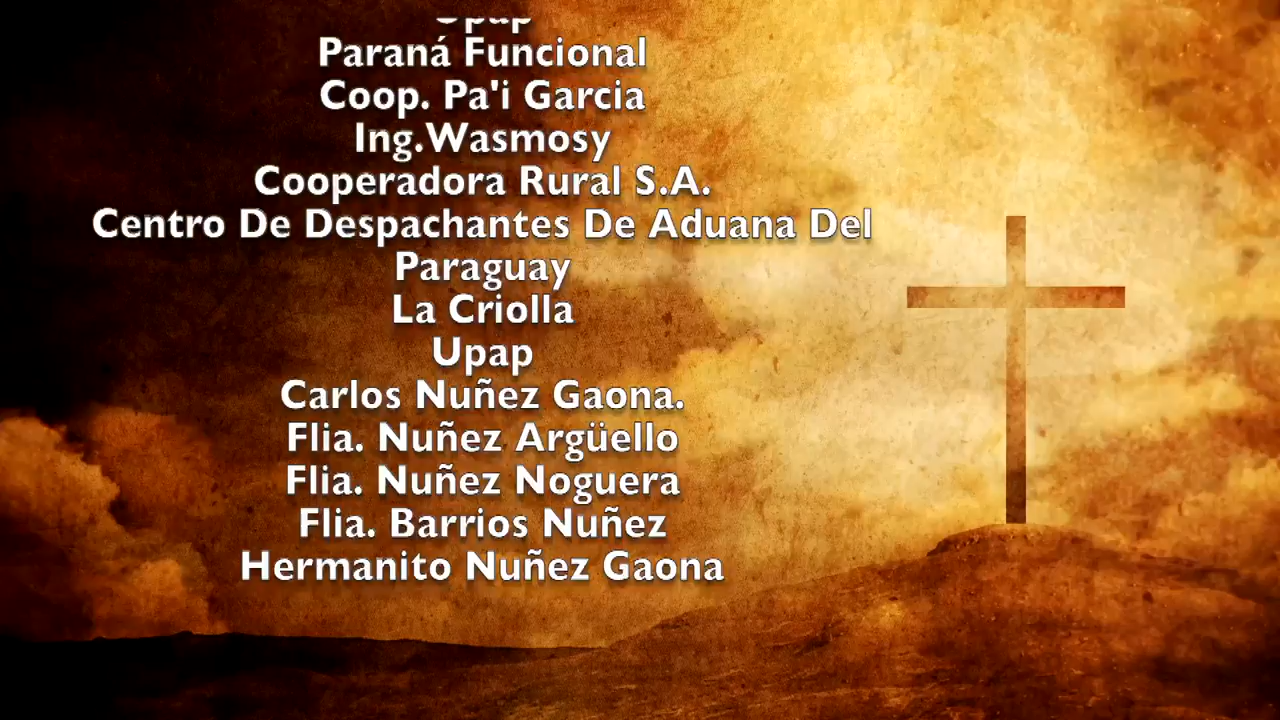 Paraná Funcional
Coop. Pa'i Garcia
Ing.Wasmosy
Cooperadora Rural S.A.
Centro De Despachantes De Aduana Del
Paraguay
La Criolla
Upap
Carlos Nuñez Gaona.
Flia. Nuñez Argüello
Flia. Nuñez Noguera
Flia. Barrios Nuñez
Hermanito Nuñez Gaona